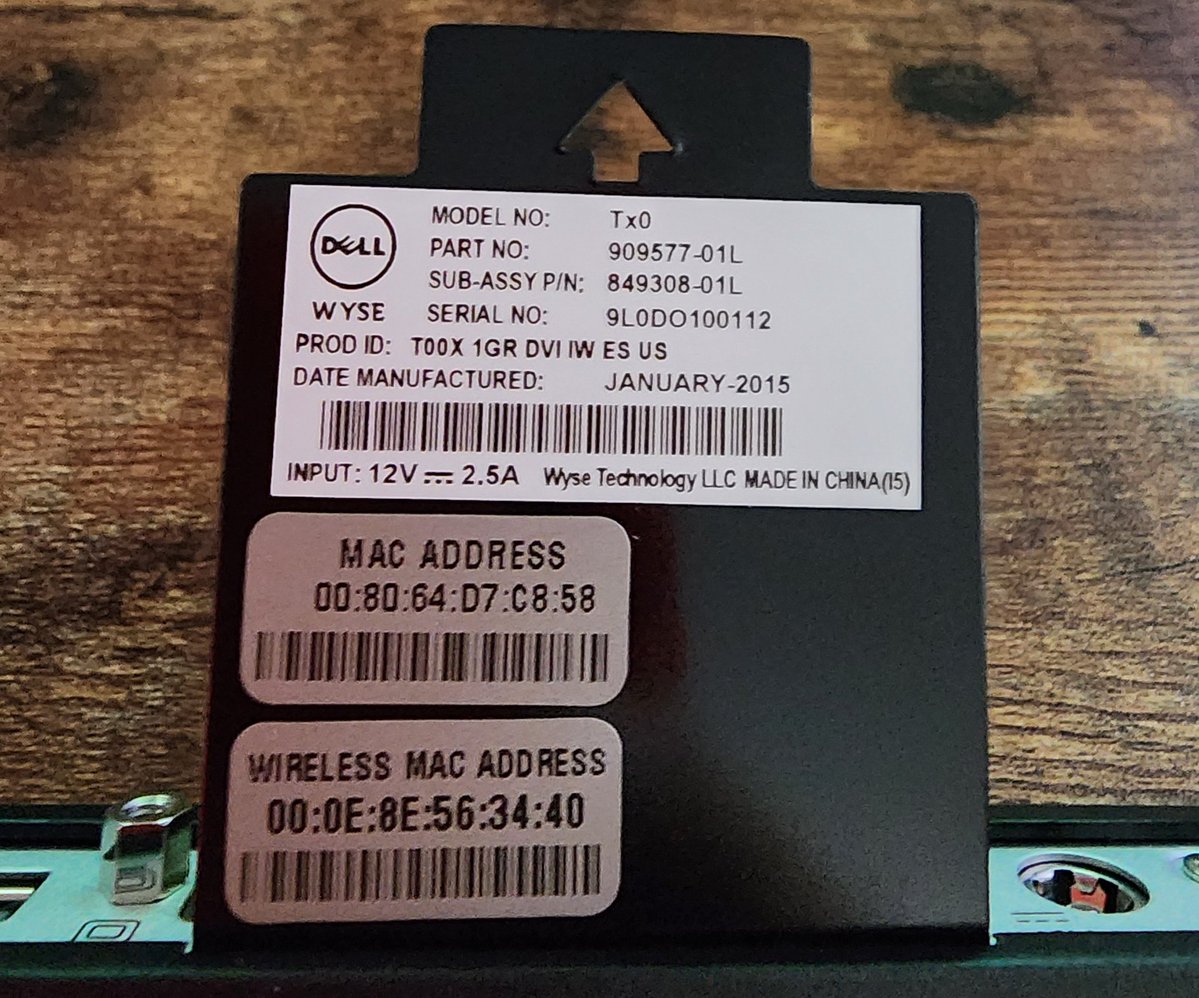 DELL
WYSE
MODEL NO: Tx0
PART NO: 909577-01L
SUB-ASSY P/N: 849308-01L
SERIAL NO: 9L0DO100112
PROD ID: T00X 1GR DVI IW ES US
DATE MANUFACTURED: JANUARY-2015
INPUT: 12V ⎓ 2.5A Wyse Technology LLC MADE IN CHINA(I5)
MAC ADDRESS
00:80:64:D7:C8:58
WIRELESS MAC ADDRESS
00:0E:8E:56:34:40